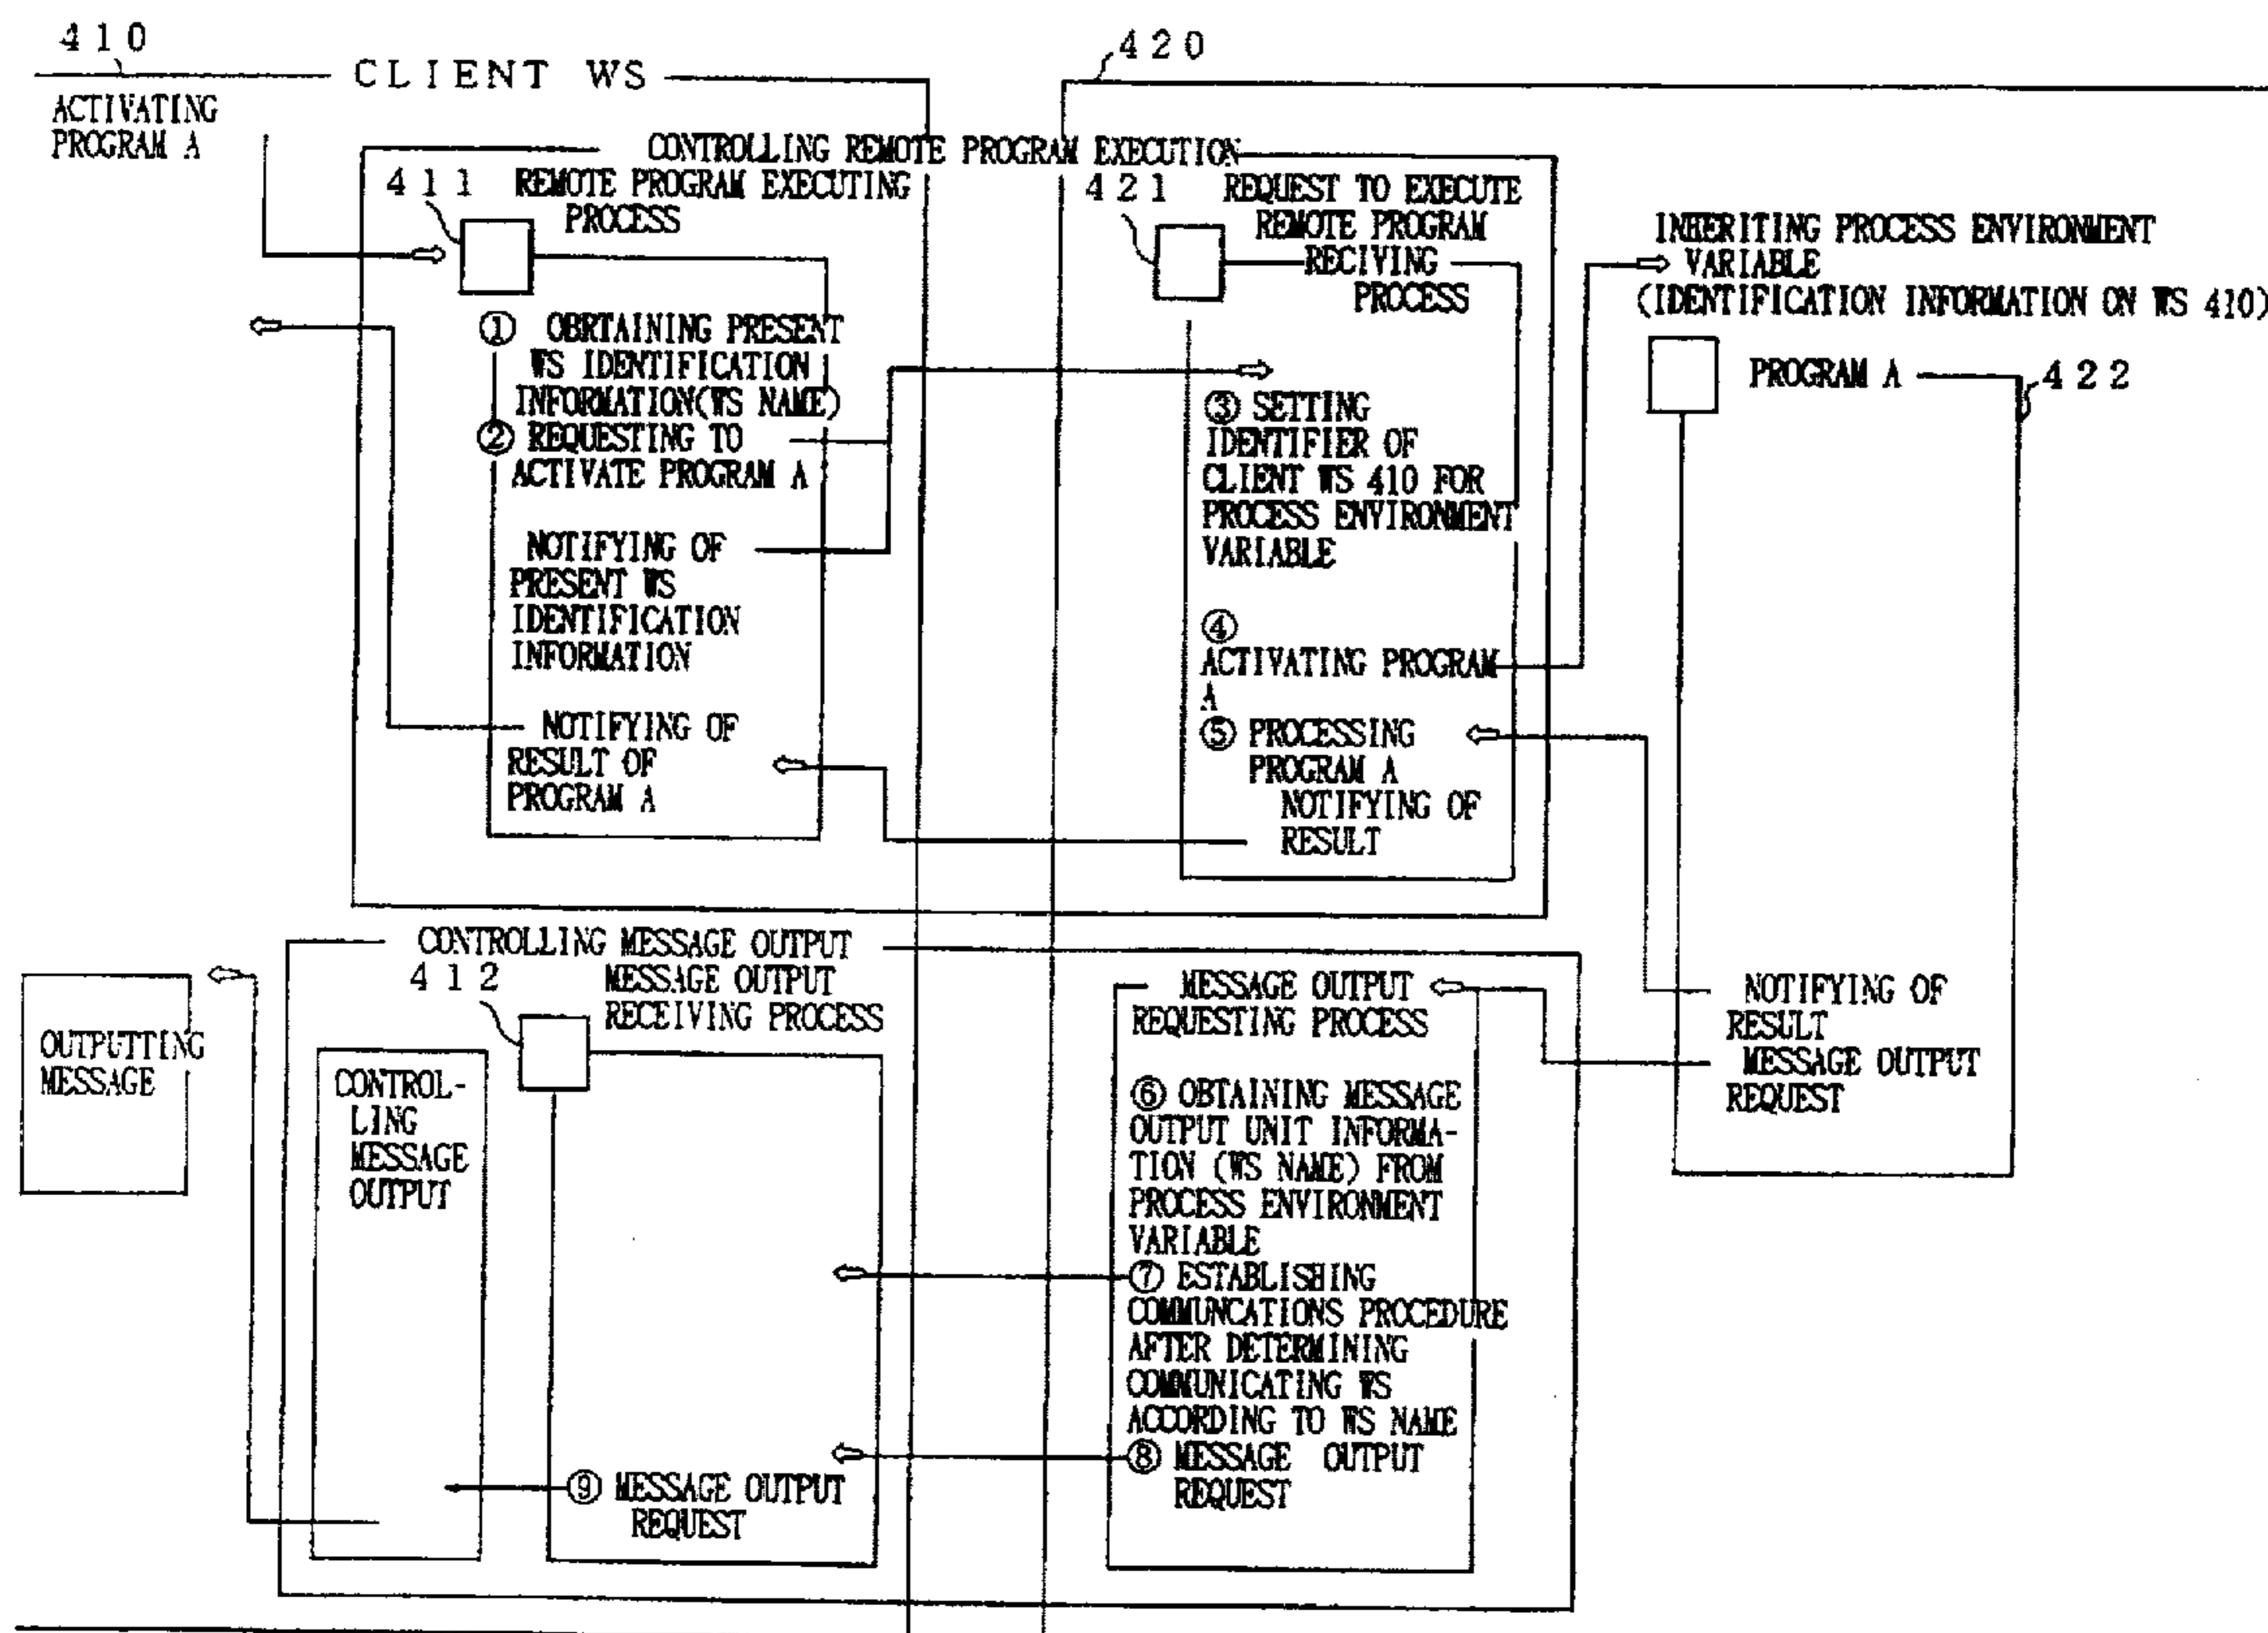 410
CLIENT WS
420
ACTIVATING
PROGRAM A
CONTROLLING REMOTE PROGRAM EXECUTION
411
REMOTE PROGRAM EXECUTING
PROCESS
① OBRTAINING PRESENT
WS IDENTIFICATION
INFORMATION(WS NAME)
② REQUESTING TO
ACTIVATE PROGRAM A
NOTIFYING OF
PRESENT WS
IDENTIFICATION
INFORMATION
NOTIFYING OF
RESULT OF
PROGRAM A
421
REQUEST TO EXECUTE
REMOTE PROGRAM
RECIVING
PROCESS
③ SETTING
IDENTIFIER OF
CLIENT WS 410 FOR
PROCESS ENVIRONMENT
VARIABLE
④
ACTIVATING PROGRAM
A
⑤ PROCESSING
PROGRAM A
NOTIFYING OF
RESULT
INHERITING PROCESS ENVIRONMENT
VARIABLE
(IDENTIFICATION INFORMATION ON WS 410)
PROGRAM A
422
NOTIFYING OF
RESULT
MESSAGE OUTPUT
REQUEST
CONTROLLING MESSAGE OUTPUT
412
MESSAGE OUTPUT
RECEIVING PROCESS
OUTPUTTING
MESSAGE
CONTROL-
LING
MESSAGE
OUTPUT
⑨ MESSAGE OUTPUT
REQUEST
MESSAGE OUTPUT
REQUESTING PROCESS
⑥ OBTAINING MESSAGE
OUTPUT UNIT INFORMA-
TION (WS NAME) FROM
PROCESS ENVIRONMENT
VARIABLE
⑦ ESTABLISHING
COMMUNCATIONS PROCEDURE
AFTER DETERMINING
COMMUNICATING WS
ACCORDING TO WS NAME
⑧ MESSAGE OUTPUT
REQUEST